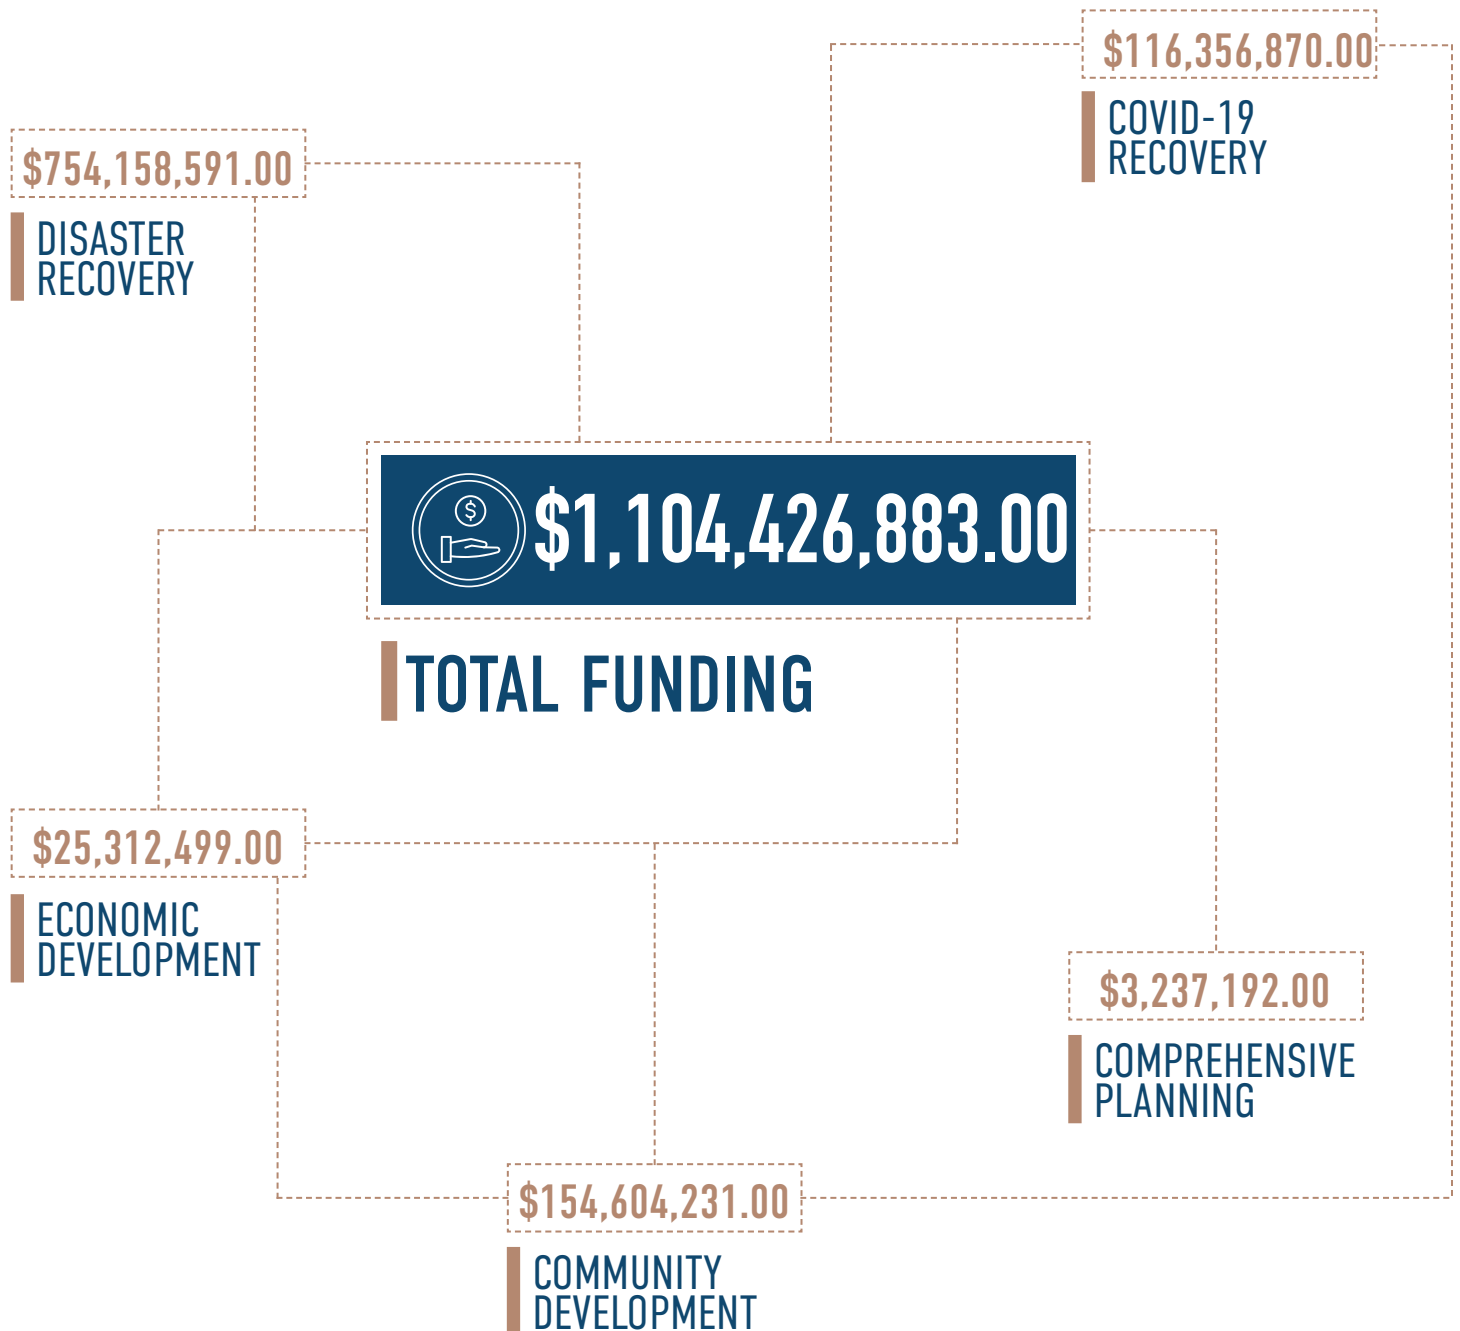 $116,356,870.00
COVID-19
RECOVERY
$754,158,591.00
DISASTER
RECOVERY
$
$1,104,426,883.00
TOTAL FUNDING
$25,312,499.00
ECONOMIC
DEVELOPMENT
$3,237,192.00
COMPREHENSIVE
PLANNING
$154,604,231.00
COMMUNITY
DEVELOPMENT